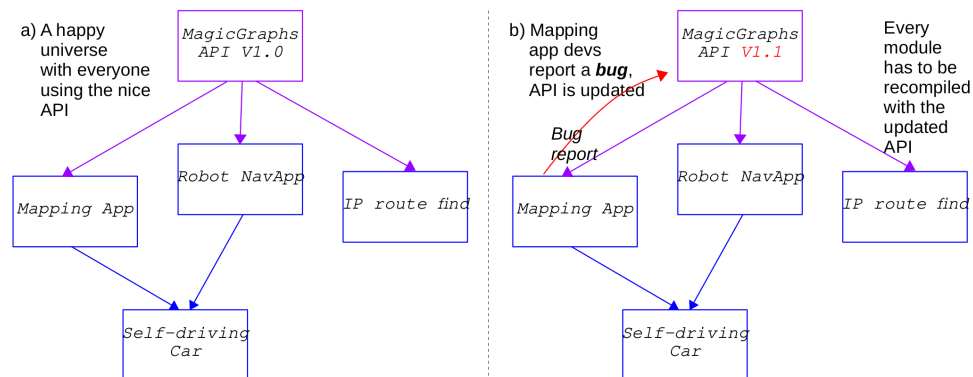 a) A happy
universe
with everyone
using the nice
API
MagicGraphs
API V1.0
Mapping App
Robot NavApp
IP route find
Self-driving
Car
b) Mapping
app devs
report a bug,
API is updated
MagicGraphs
API V1.1
Every
module
has to be
recompiled
with the
updated
API
Bug
report
Mapping App
Robot NavApp
IP route find
Self-driving
Car